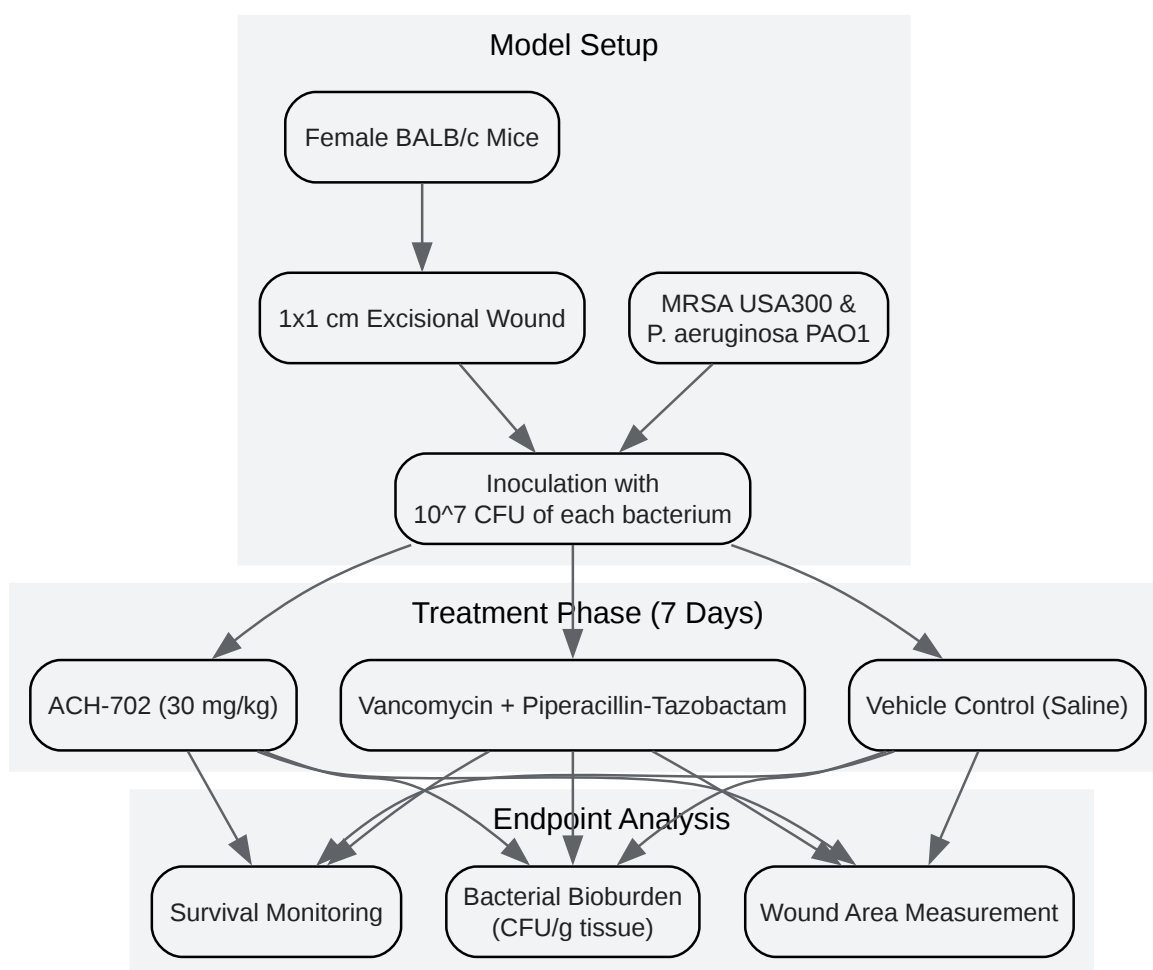 Model Setup
Female BALB/c Mice
1x1 cm Excisional Wound
MRSA USA300 &
P. aeruginosa PAO1
Inoculation with
10^7 CFU of each bacterium
Treatment Phase (7 Days)
ACH-702 (30 mg/kg)
Vancomycin + Piperacillin-Tazobactam
Vehicle Control (Saline)
Endpoint Analysis
Survival Monitoring
Bacterial Bioburden
(CFU/g tissue)
Wound Area Measurement